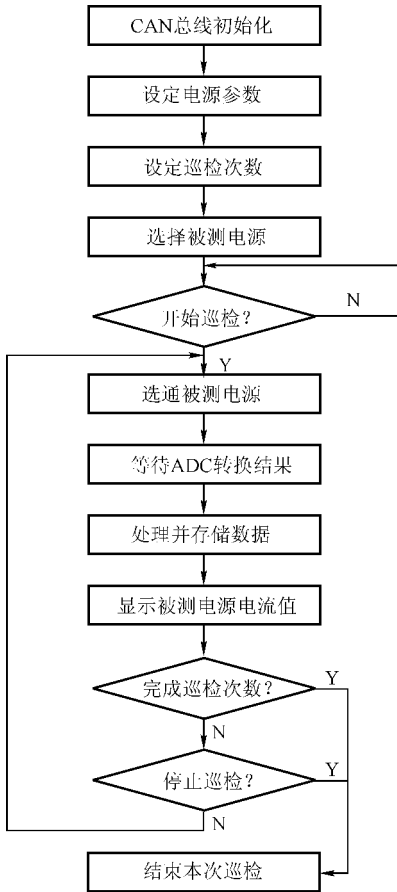 CAN总线初始化
设定电源参数
设定巡检次数
选择被测电源
开始巡检?
N
Y
选通被测电源
等待ADC转换结果
处理并存储数据
显示被测电源电流值
完成巡检次数?
Y
N
停止巡检?
Y
N
结束本次巡检